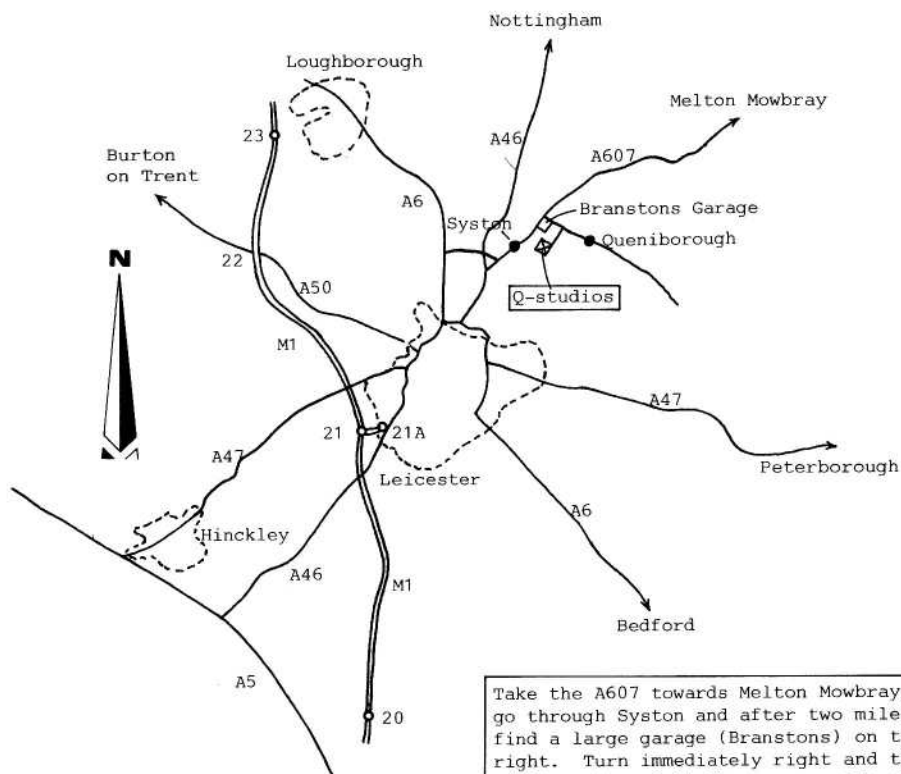 Nottingham
Loughborough
Melton Mowbray
23
A46
A607
Burton
on Trent
A6
Branstons Garage
Syston
Queniborough
N
22
A50
Q-studios
M1
A47
21
21A
A47
Leicester
Peterborough
A6
Hinckley
A46
M1
Bedford
A5
20
Take the A607 towards Melton Mowbray
go through Syston and after two mile
find a large garage (Branstons) on t
right. Turn immediately right and t